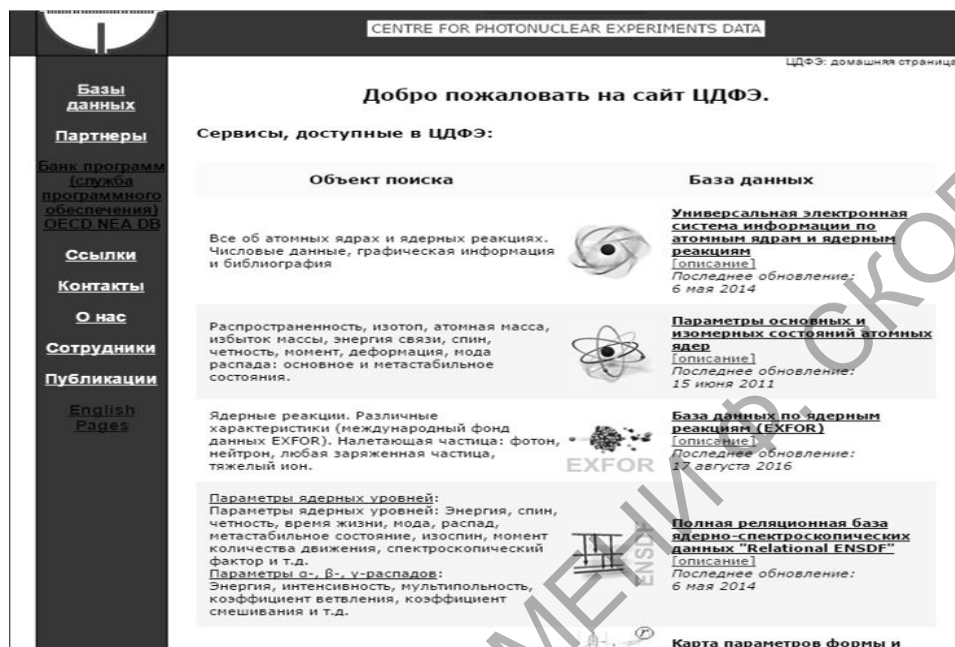 CENTRE FOR PHOTONUCLEAR EXPERIMENTS DATA
ЦДФЭ: домашняя страница
Базы
данных
Партнеры
Банк программ
(служба
программного
обеспечения)
OECD NEA DB
Ссылки
Контакты
О нас
Сотрудники
Публикации
English
Pages
Добро пожаловать на сайт ЦДФЭ.
Сервисы, доступные в ЦДФЭ:
Объект поиска
База данных
Все об атомных ядрах и ядерных реакциях.
Числовые данные, графическая информация
и библиография
Универсальная электронная
система информации по
атомным ядрам и ядерным
реакциям
[описание]
Последнее обновление:
6 мая 2014
Распространенность, изотоп, атомная масса,
избыток массы, энергия связи, спин,
четность, момент, деформация, мода
распада: основное и метастабильное
состояния.
Параметры основных и
изомерных состояний атомных
ядер
[описание]
Последнее обновление:
15 июня 2011
Ядерные реакции. Различные
характеристики (международный фонд
данных EXFOR). Налетающая частица: фотон,
нейтрон, любая заряженная частица,
тяжелый ион.
EXFOR
База данных по ядерным
реакциям (EXFOR)
[описание]
Последнее обновление:
17 августа 2016
Параметры ядерных уровней:
Параметры ядерных уровней: Энергия, спин,
четность, время жизни, мода, распад,
метастабильное состояние, изоспин, момент
количества движения, спектроскопический
фактор и т.д.
Параметры α-, β-, γ-распадов:
Энергия, интенсивность, мультипольность,
коэффициент ветвления, коэффициент
смешивания и т.д.
ENSDF
Полная реляционная база
ядерно-спектроскопических
данных "Relational ENSDF"
[описание]
Последнее обновление:
6 мая 2014
r
Карта параметров формы и
МЕНИ Ф. СКОР